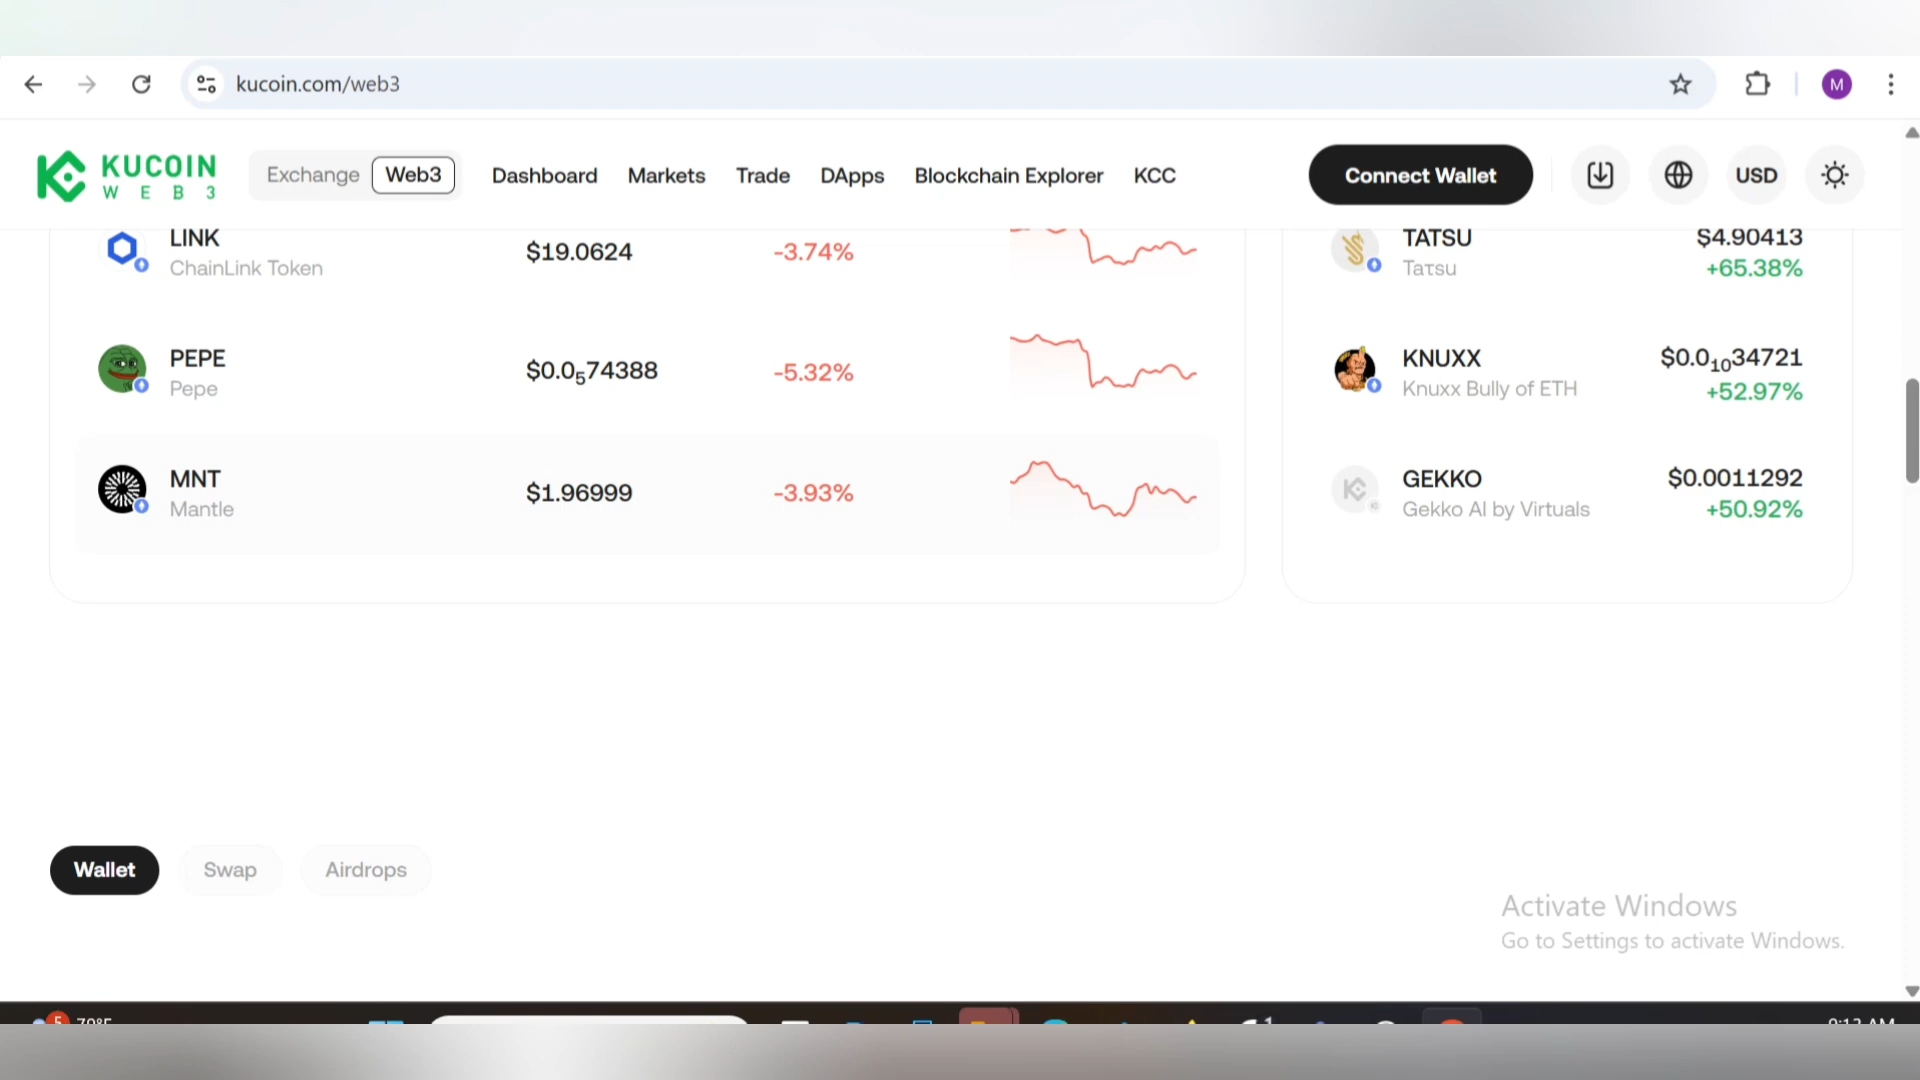 kucoin.com/web3
M
KUCOIN
WEB3
Exchange Web3 Dashboard Markets Trade DApps Blockchain Explorer KCC Connect Wallet USD
LINK
ChainLink Token
$19.0624
-3.74%
PEPE
Pepe
$0.0₅74388
-5.32%
MNT
Mantle
$1.96999
-3.93%
TATSU
Taτsu
$4.90413
+65.38%
KNUXX
Knuxx Bully of ETH
$0.0₁₀34721
+52.97%
GEKKO
Gekko AI by Virtuals
$0.0011292
+50.92%
Wallet Swap Airdrops
Activate Windows
Go to Settings to activate Windows.
5